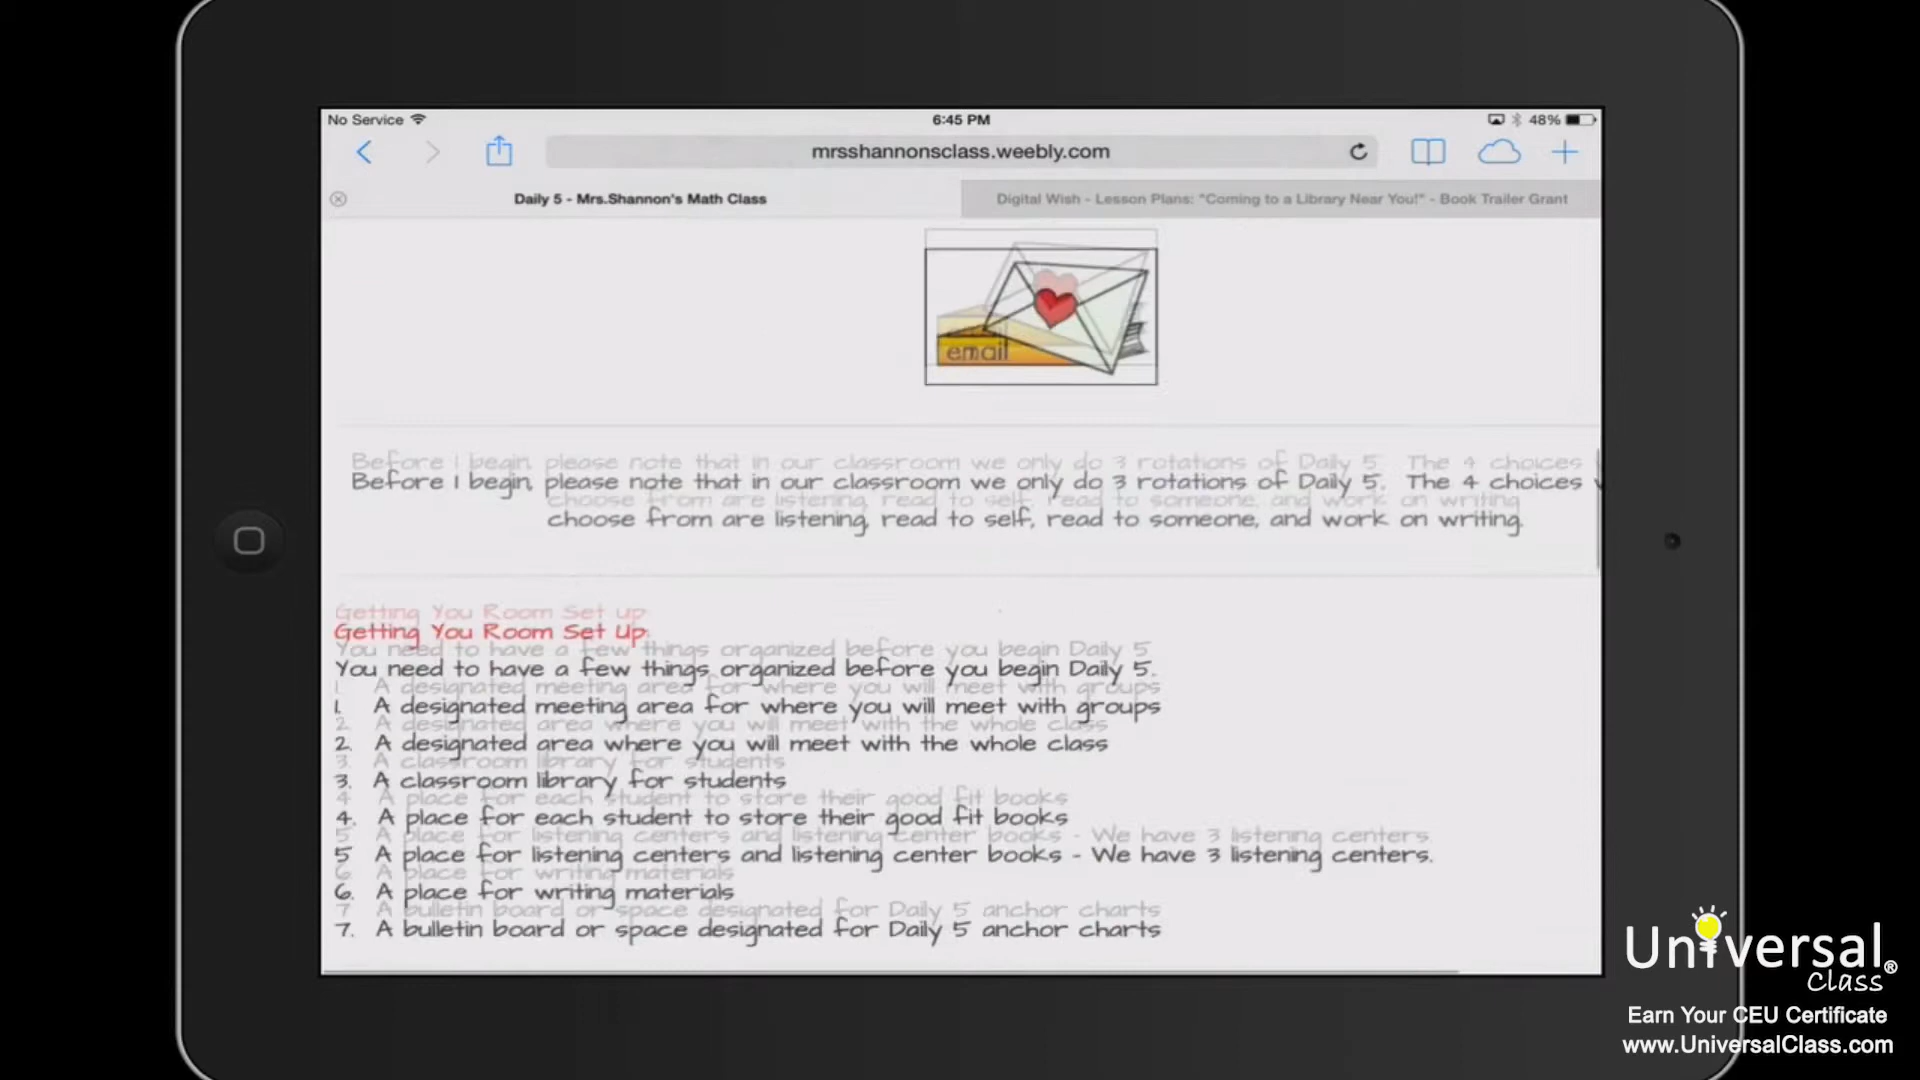 No Service
6:45 PM
48%
mrsshannonsclass.weebly.com
Daily 5 - Mrs.Shannon's Math Class
Digital Wish - Lesson Plans: "Coming to a Library Near You!" - Book Trailer Grant
email
Before I begin, please note that in our classroom we only do 3 rotations of Daily 5. The 4 choices
choose from are listening, read to self, read to someone, and work on writing.
Getting You Room Set Up:
You need to have a few things organized before you begin Daily 5.
1. A designated meeting area for where you will meet with groups
2. A designated area where you will meet with the whole class
3. A classroom library for students
4. A place for each student to store their good fit books
5 A place for listening centers and listening center books - We have 3 listening centers.
6. A place for writing materials
7. A bulletin board or space designated for Daily 5 anchor charts
Universal®
Class
Earn Your CEU Certificate
www.UniversalClass.com